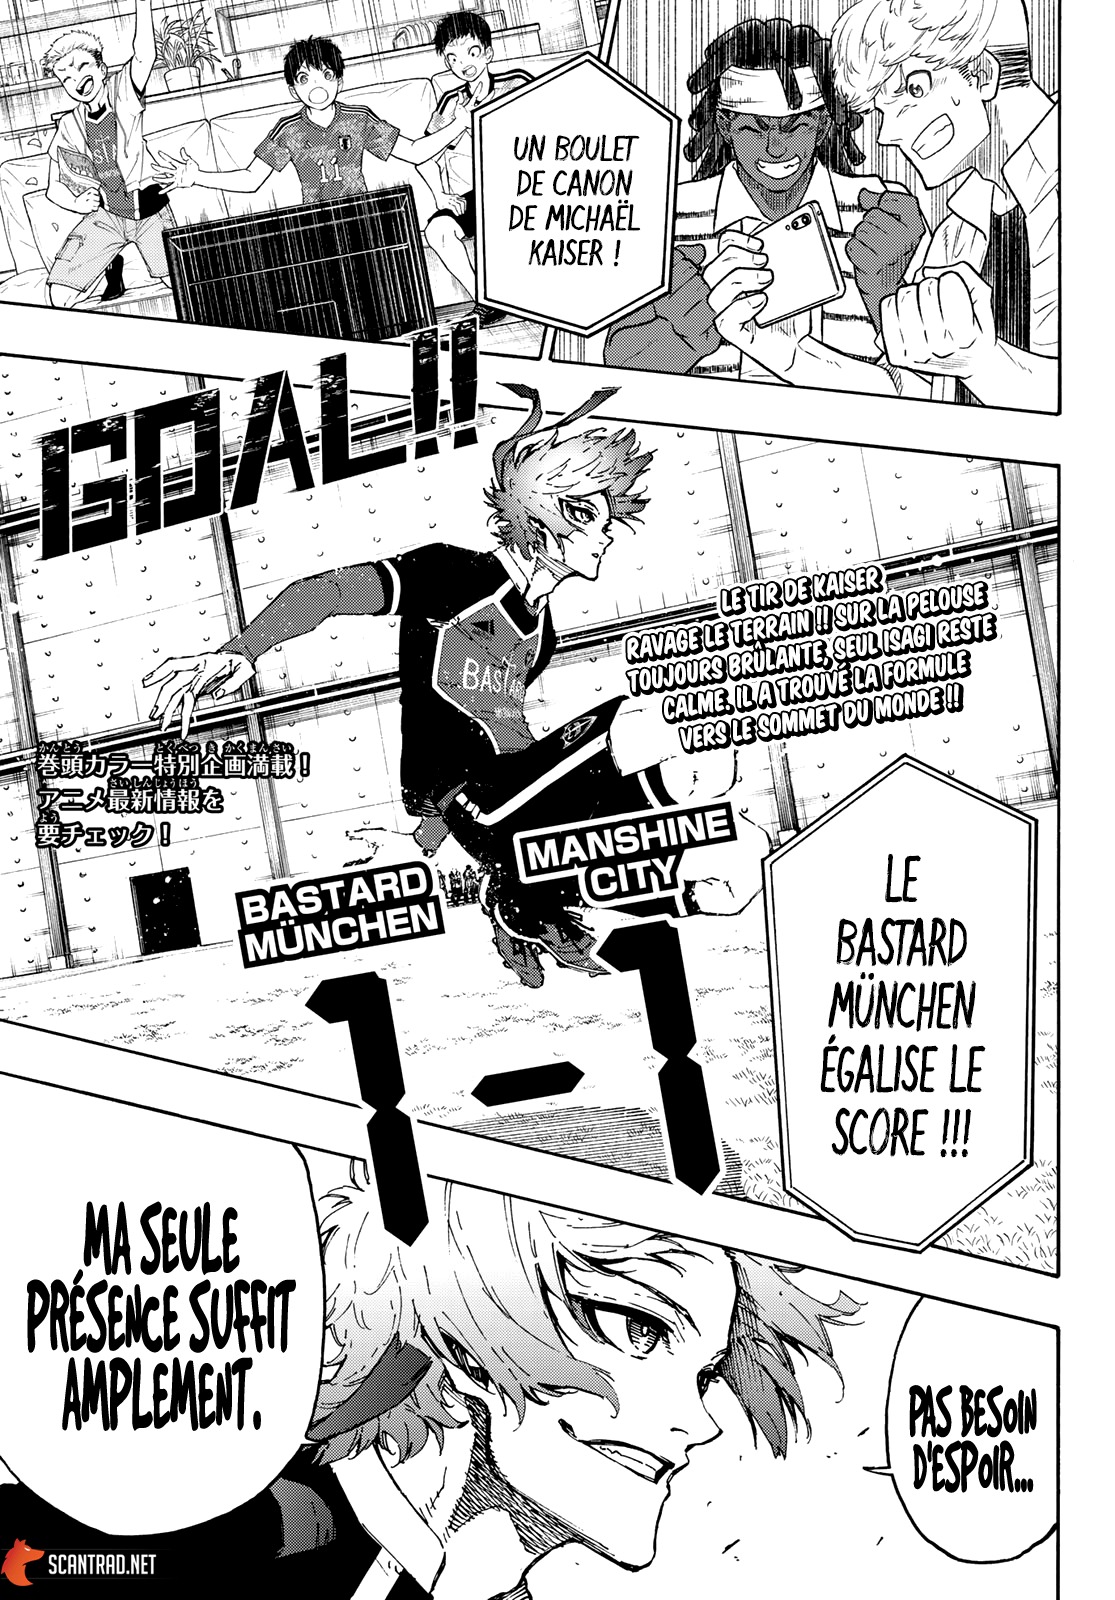 UN BOULET
DE CANON
DE MICHAËL
KAISER !
11
BAST
GOAL!!
LE TIR DE KAISER
RAVAGE LE TERRAIN !! SUR LA PELOUSE
TOUJOURS BRÛLANTE, SEUL ISAGI RESTE
CALME. IL A TROUVÉ LA FORMULE
VERS LE SOMMET DU MONDE !!
BASTARD
巻頭カラー特別企画満載！
アニメ最新情報を
要チェック！
BASTARD
MÜNCHEN
MANSHINE
CITY
1-1
LE
BASTARD
MÜNCHEN
ÉGALISE LE
SCORE !!!
PAS BESOIN
D'ESPOIR...
MA SEULE
PRÉSENCE SUFFIT
AMPLEMENT.
SCANTRAD.NET